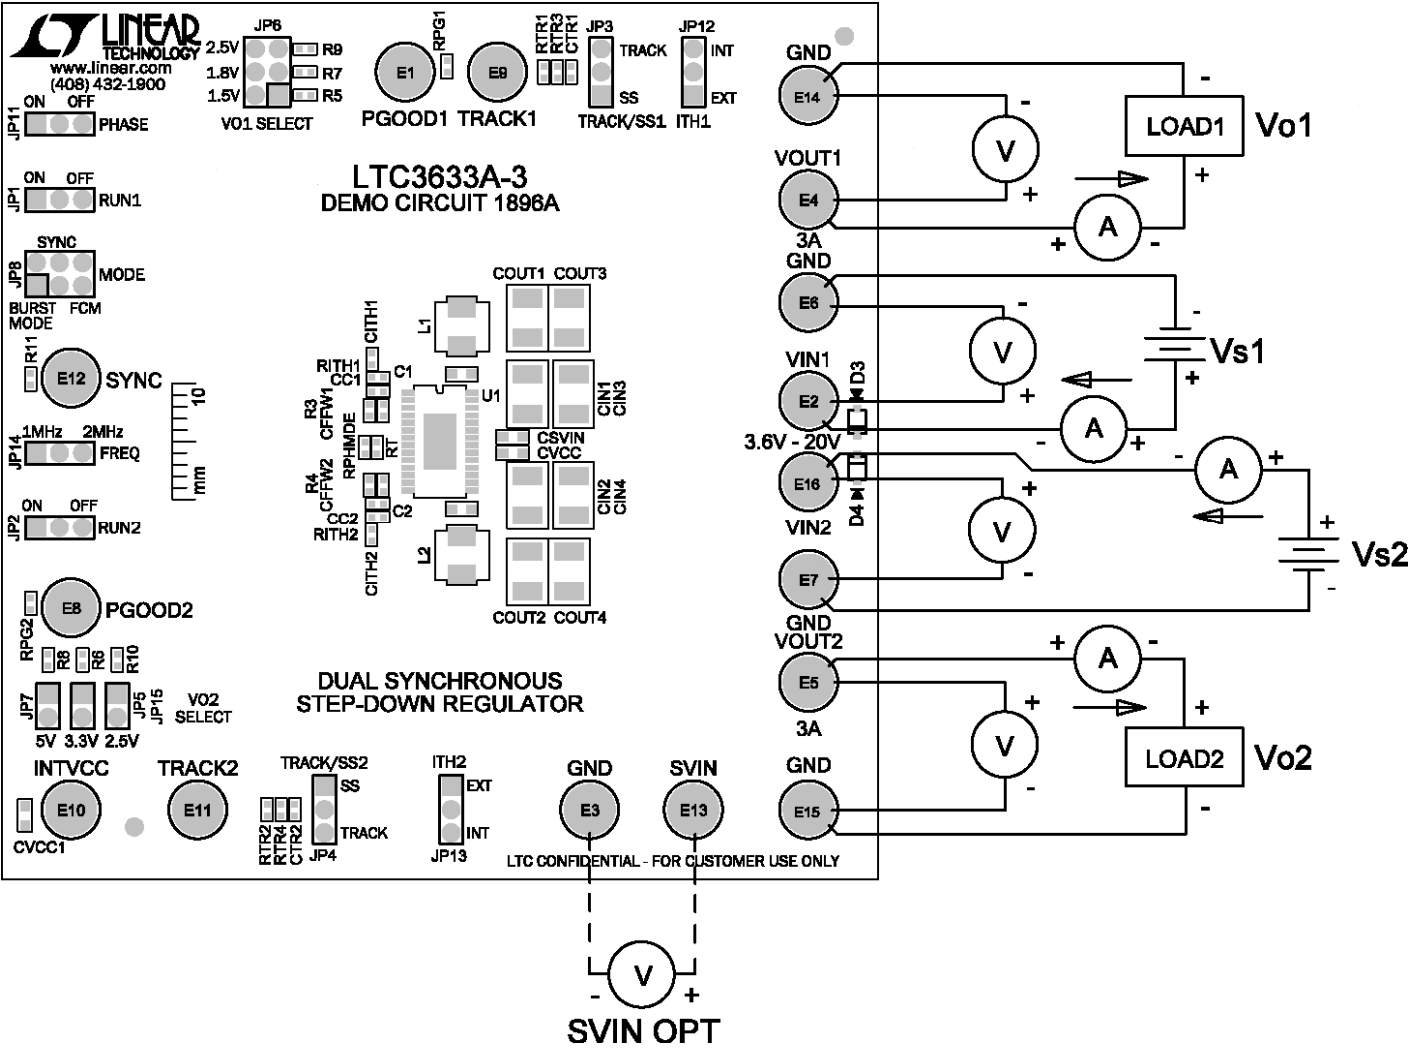 LINEAR
TECHNOLOGY
www.linear.com
(408) 432-1900
JP11
ON OFF
PHASE
JP6
2.5V R9
1.8V R7
1.5V R5
VO1 SELECT
E1
RPG1
PGOOD1
E9
TRACK1
RTR1
RTR3
CTR1
JP3
TRACK
SS
TRACK/SS1
JP12
INT
EXT
ITH1
GND
E14
- V +
- LOAD1 +
Vo1
VOUT1
E4
3A
+ A -
JP1
ON OFF
RUN1
LTC3633A-3
DEMO CIRCUIT 1896A
SYNC
JP8
MODE
BURST MODE
FCM
GND
E6
- V +
-
Vs1
+
VIN1
E2
D3
- A +
3.6V - 20V
COUT1 COUT3
L1
CITH1
RITH1
CC1
C1
R3
CFFW1
U1
CIN1
CIN3
CSVIN
CVCC
RPHMDE
RT
R4
CFFW2
CC2
C2
RITH2
CITH2
L2
CIN2
CIN4
COUT2 COUT4
R11
E12
SYNC
10
mm
JP14
1MHz 2MHz
FREQ
JP2
ON OFF
RUN2
E16
D4
- A +
VIN2
+ V -
+
Vs2
-
E7
GND
E8
PGOOD2
RPG2
R8
R6
R10
JP7
JP5
JP15
VO2
SELECT
5V 3.3V 2.5V
DUAL SYNCHRONOUS
STEP-DOWN REGULATOR
VOUT2
E5
3A
+ A -
+ V -
+ LOAD2 -
Vo2
GND
E15
INTVCC
E10
CVCC1
TRACK2
E11
RTR2
RTR4
CTR2
TRACK/SS2
SS
TRACK
JP4
ITH2
EXT
INT
JP13
GND
E3
SVIN
E13
LTC CONFIDENTIAL - FOR CUSTOMER USE ONLY
- V +
SVIN OPT